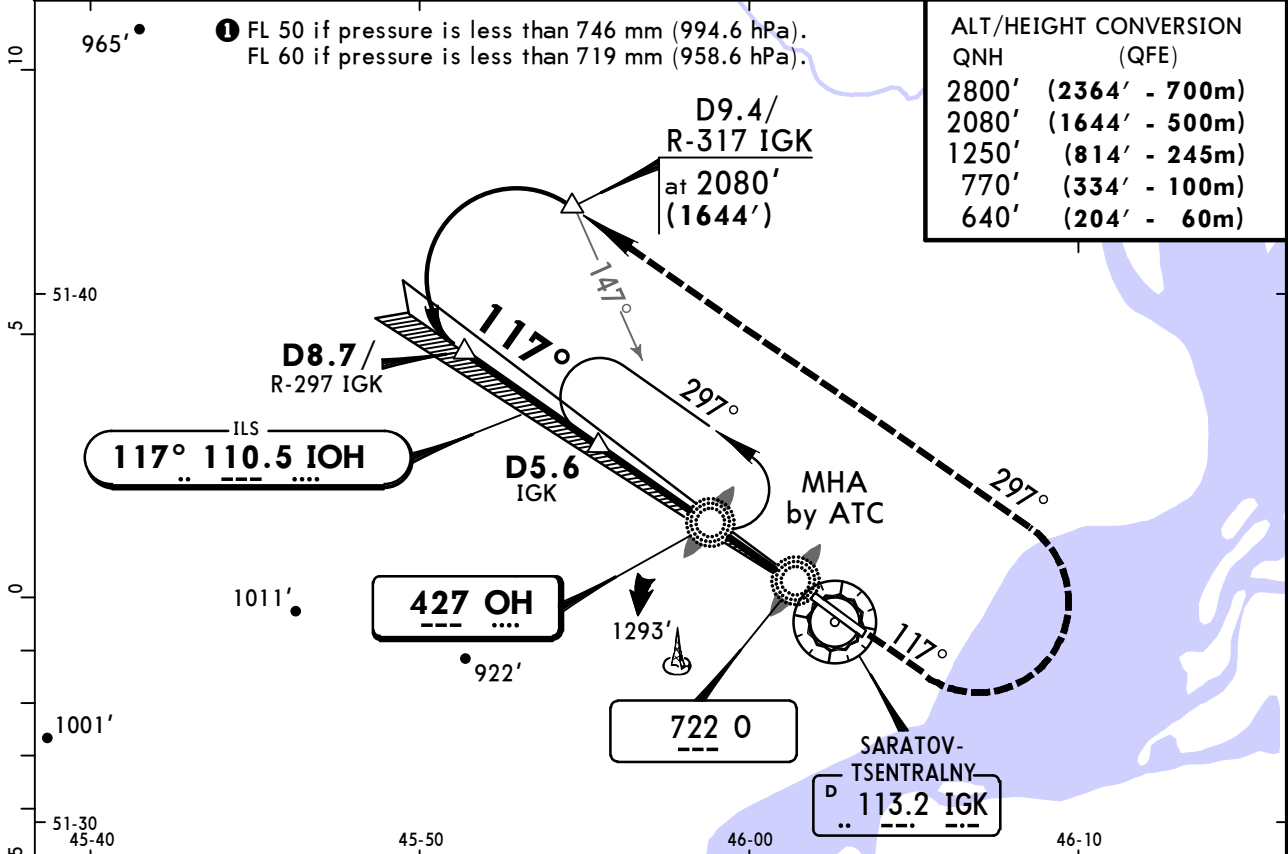 ❶ FL 50 if pressure is less than 746 mm (994.6 hPa).
FL 60 if pressure is less than 719 mm (958.6 hPa).
ALT/HEIGHT CONVERSION
QNH (QFE)
2800' (2364' - 700m)
2080' (1644' - 500m)
1250' (814' - 245m)
770' (334' - 100m)
640' (204' - 60m)
965'
10
D9.4/
R-317 IGK
at 2080'
(1644')
147°
51-40
5
117°
D8.7/
R-297 IGK
297°
ILS
117° 110.5 IOH
D5.6
IGK
MHA
by ATC
297°
0
1011'
427 OH
1293'
117°
922'
1001'
722 O
SARATOV-
TSENTRALNY
D 113.2 IGK
51-30
45-40
45-50
46-00
46-10
5